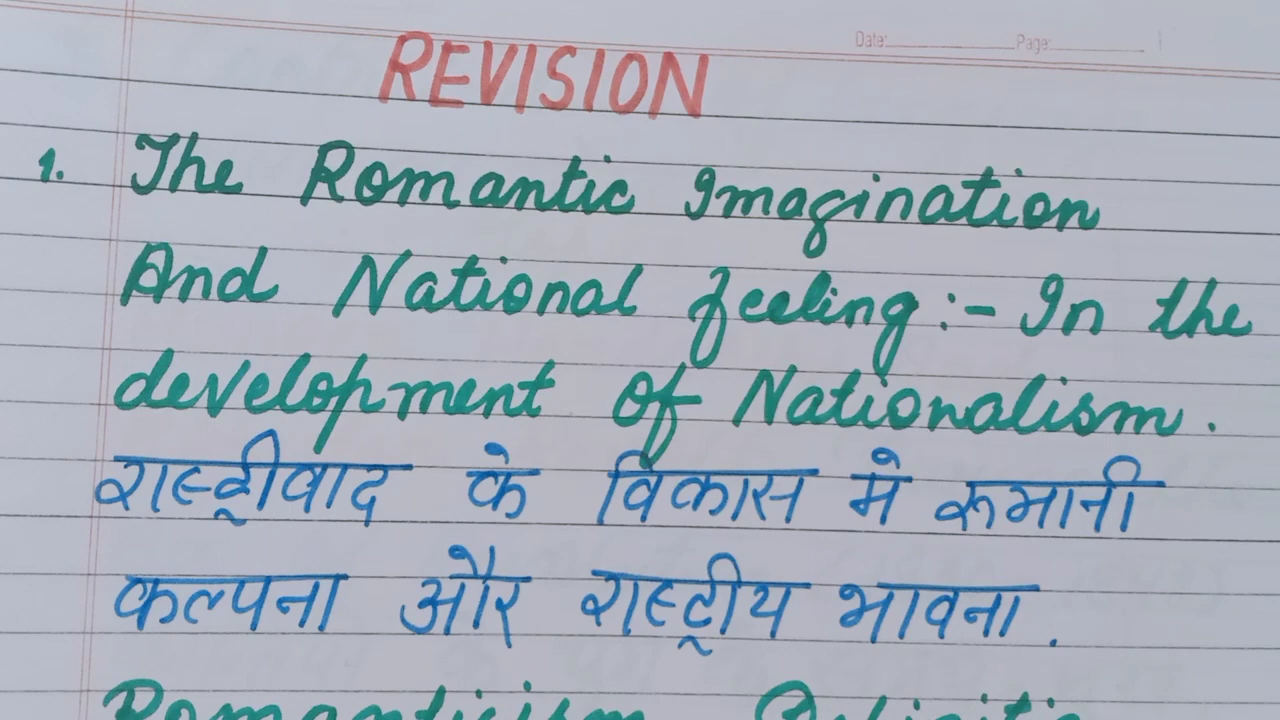 Date: Page:
REVISION
1. The Romantic Imagination
And National feeling :- In the
development of Nationalism.
रास्ट्रीवाद के विकास मे रूमानी
कल्पना और रास्ट्रीय भावना .
Romanticism